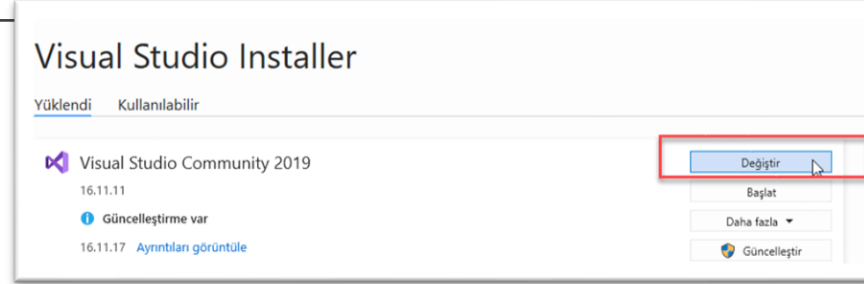 Visual Studio Installer
Yüklendi Kullanılabilir
Visual Studio Community 2019
Değiştir
16.11.11
Başlat
Güncelleştirme var
Daha fazla
16.11.17 Ayrıntıları görüntüle
Güncelleştir